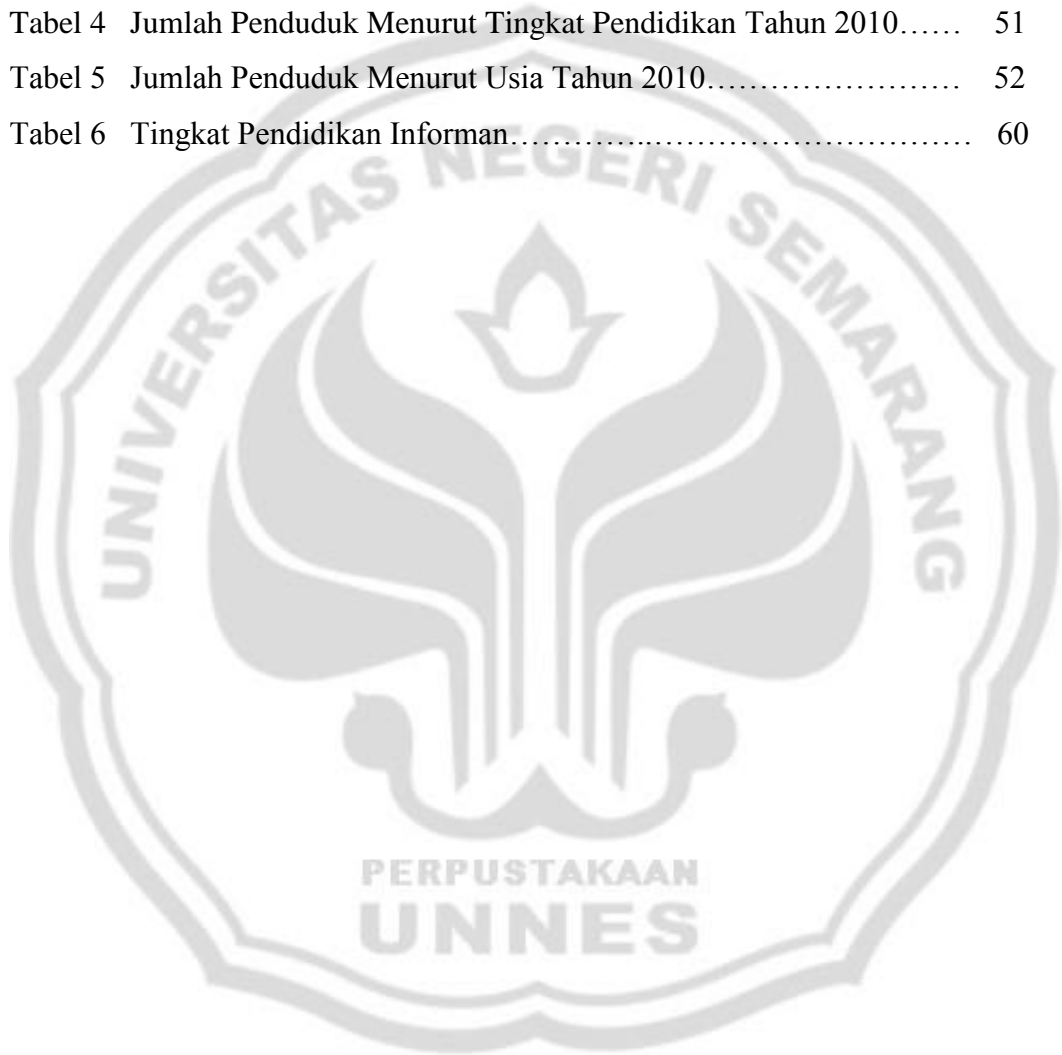 Tabel 4 Jumlah Penduduk Menurut Tingkat Pendidikan Tahun 2010…… 51
Tabel 5 Jumlah Penduduk Menurut Usia Tahun 2010…………………… 52
Tabel 6 Tingkat Pendidikan Informan…………..………………………… 60
UNIVERSITAS NEGERI SEMARANG
PERPUSTAKAAN
UNNES